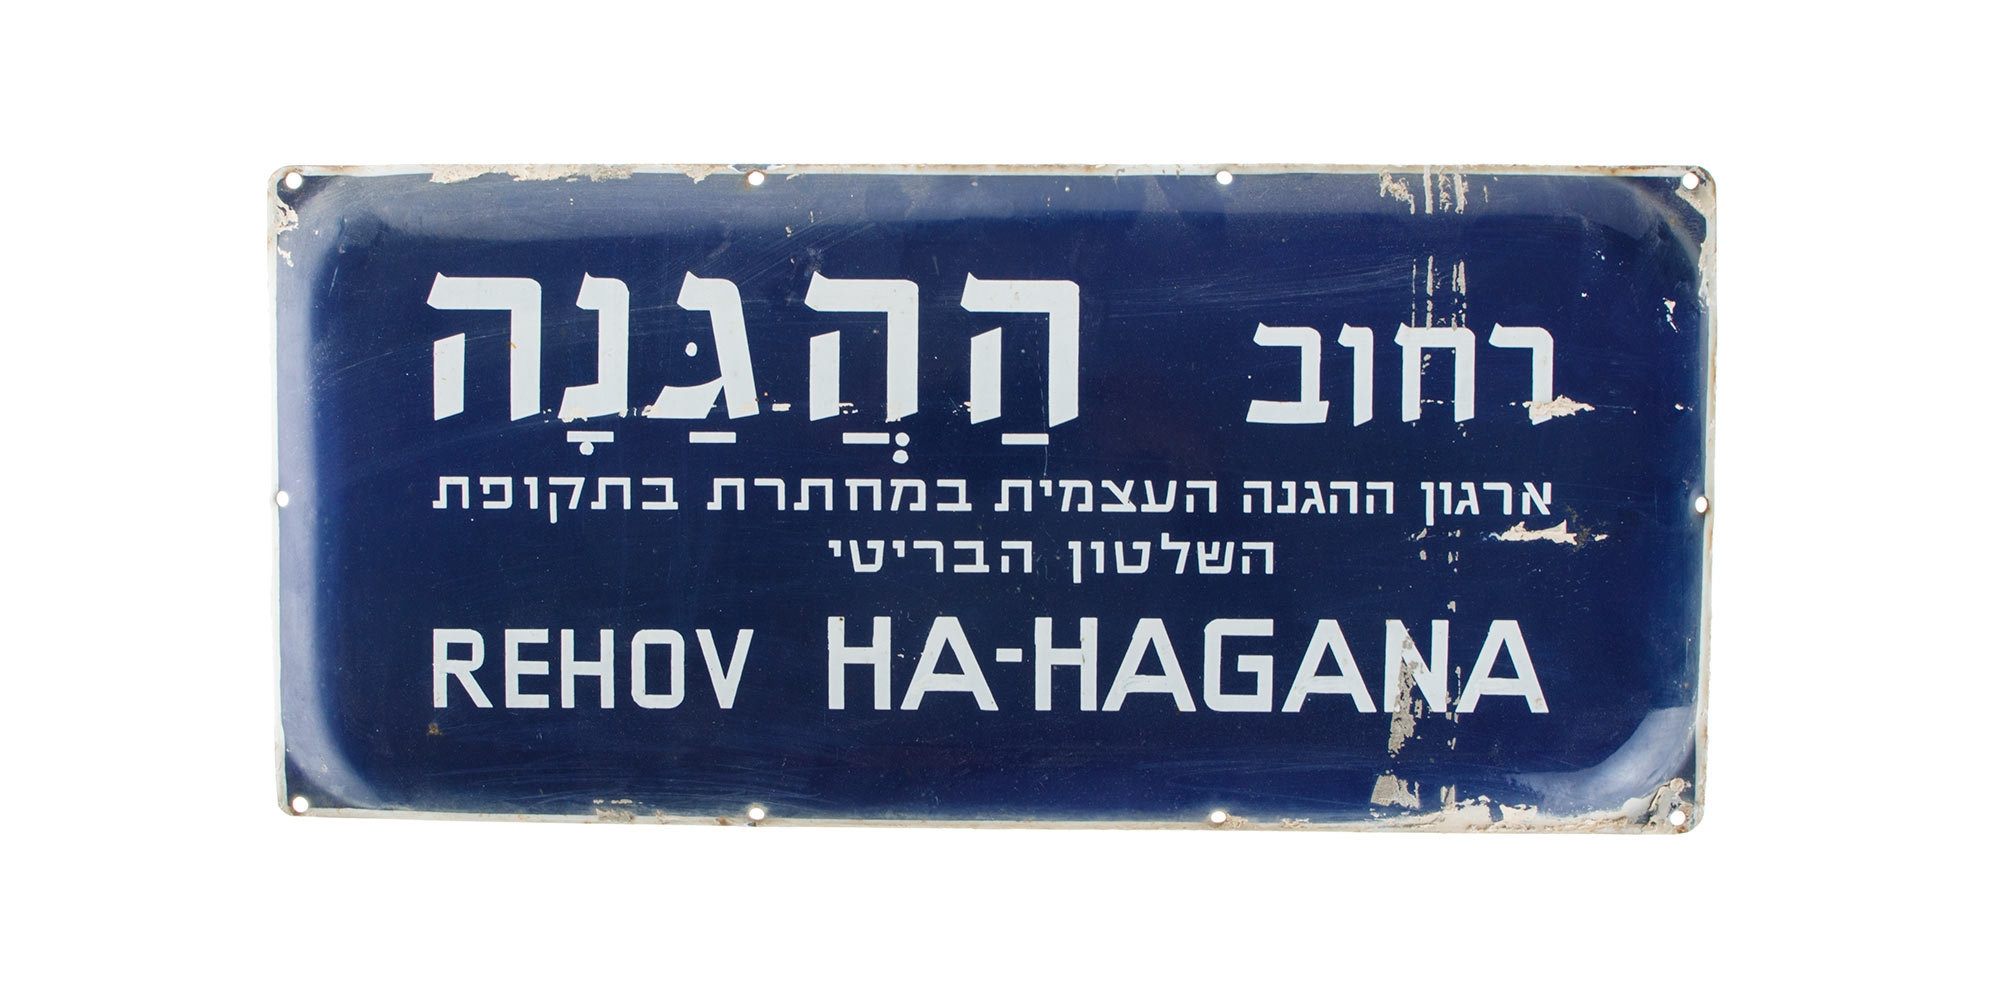 רחוב הַהֲגַּנָה
ארגון ההגנה העצמית במחתרת בתקופת
השלטון הבריטי
REHOV HA-HAGANA